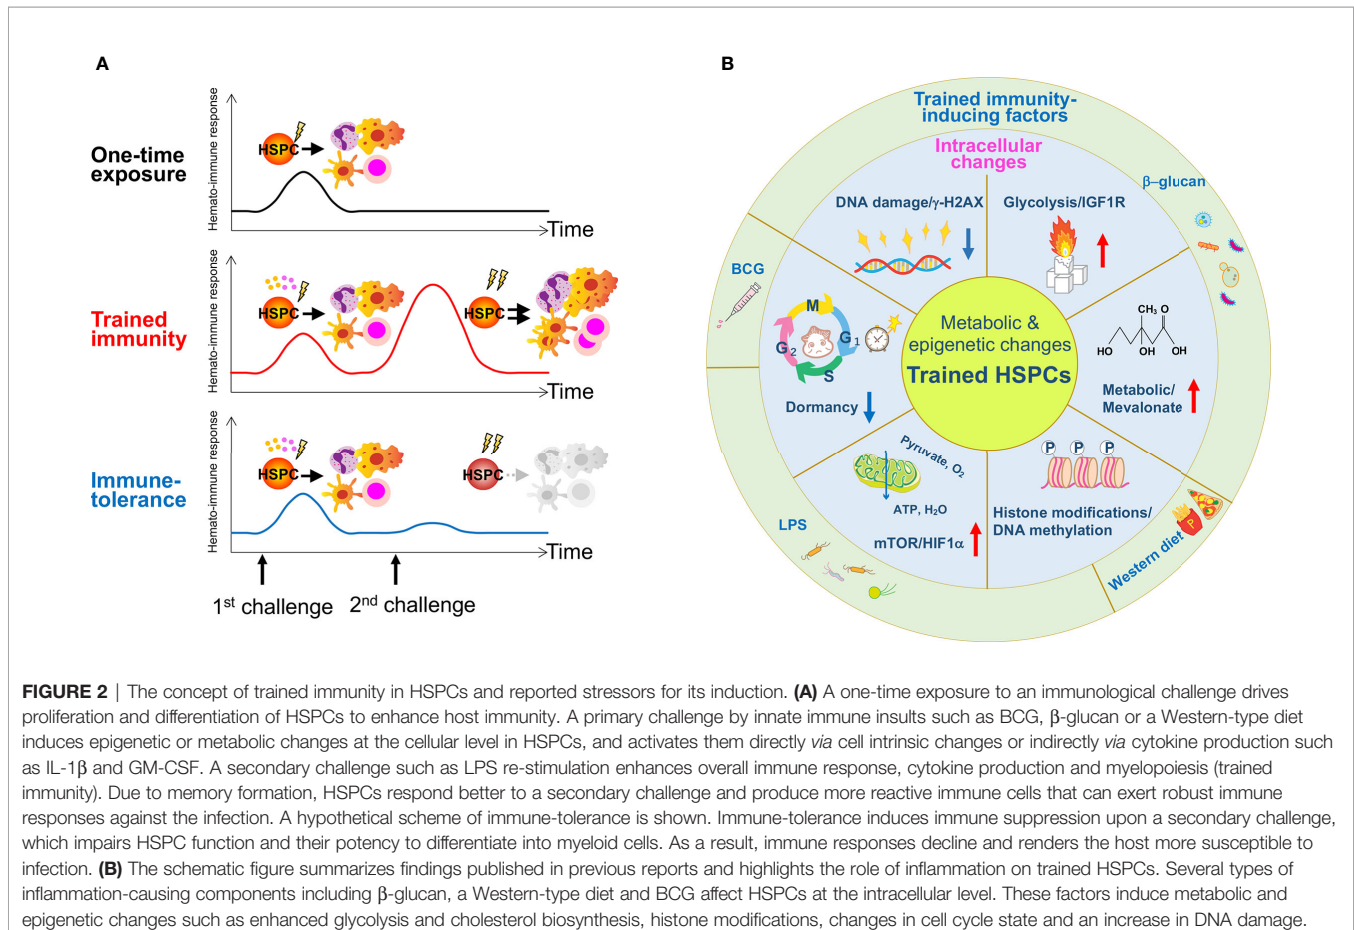 A
One-time
exposure
Hemato-immune response
HSPC
Time
Trained
immunity
Hemato-immune response
HSPC
HSPC
Time
Immune-
tolerance
Hemato-immune response
HSPC
HSPC
Time
1st challenge
2nd challenge
B
Trained immunity-
inducing factors
Intracellular
changes
DNA damage/γ-H2AX
Glycolysis/IGF1R
β–glucan
BCG
M
G1
S
G2
Dormancy
Metabolic &
epigenetic changes
Trained HSPCs
CH3 O
HO OH OH
Metabolic/
Mevalonate
Pyruvate, O2
ATP, H2O
mTOR/HIF1α
P P P
Histone modifications/
DNA methylation
LPS
P
Western diet
FIGURE 2 | The concept of trained immunity in HSPCs and reported stressors for its induction. (A) A one-time exposure to an immunological challenge drives
proliferation and differentiation of HSPCs to enhance host immunity. A primary challenge by innate immune insults such as BCG, β-glucan or a Western-type diet
induces epigenetic or metabolic changes at the cellular level in HSPCs, and activates them directly via cell intrinsic changes or indirectly via cytokine production such
as IL-1β and GM-CSF. A secondary challenge such as LPS re-stimulation enhances overall immune response, cytokine production and myelopoiesis (trained
immunity). Due to memory formation, HSPCs respond better to a secondary challenge and produce more reactive immune cells that can exert robust immune
responses against the infection. A hypothetical scheme of immune-tolerance is shown. Immune-tolerance induces immune suppression upon a secondary challenge,
which impairs HSPC function and their potency to differentiate into myeloid cells. As a result, immune responses decline and renders the host more susceptible to
infection. (B) The schematic figure summarizes findings published in previous reports and highlights the role of inflammation on trained HSPCs. Several types of
inflammation-causing components including β-glucan, a Western-type diet and BCG affect HSPCs at the intracellular level. These factors induce metabolic and
epigenetic changes such as enhanced glycolysis and cholesterol biosynthesis, histone modifications, changes in cell cycle state and an increase in DNA damage.